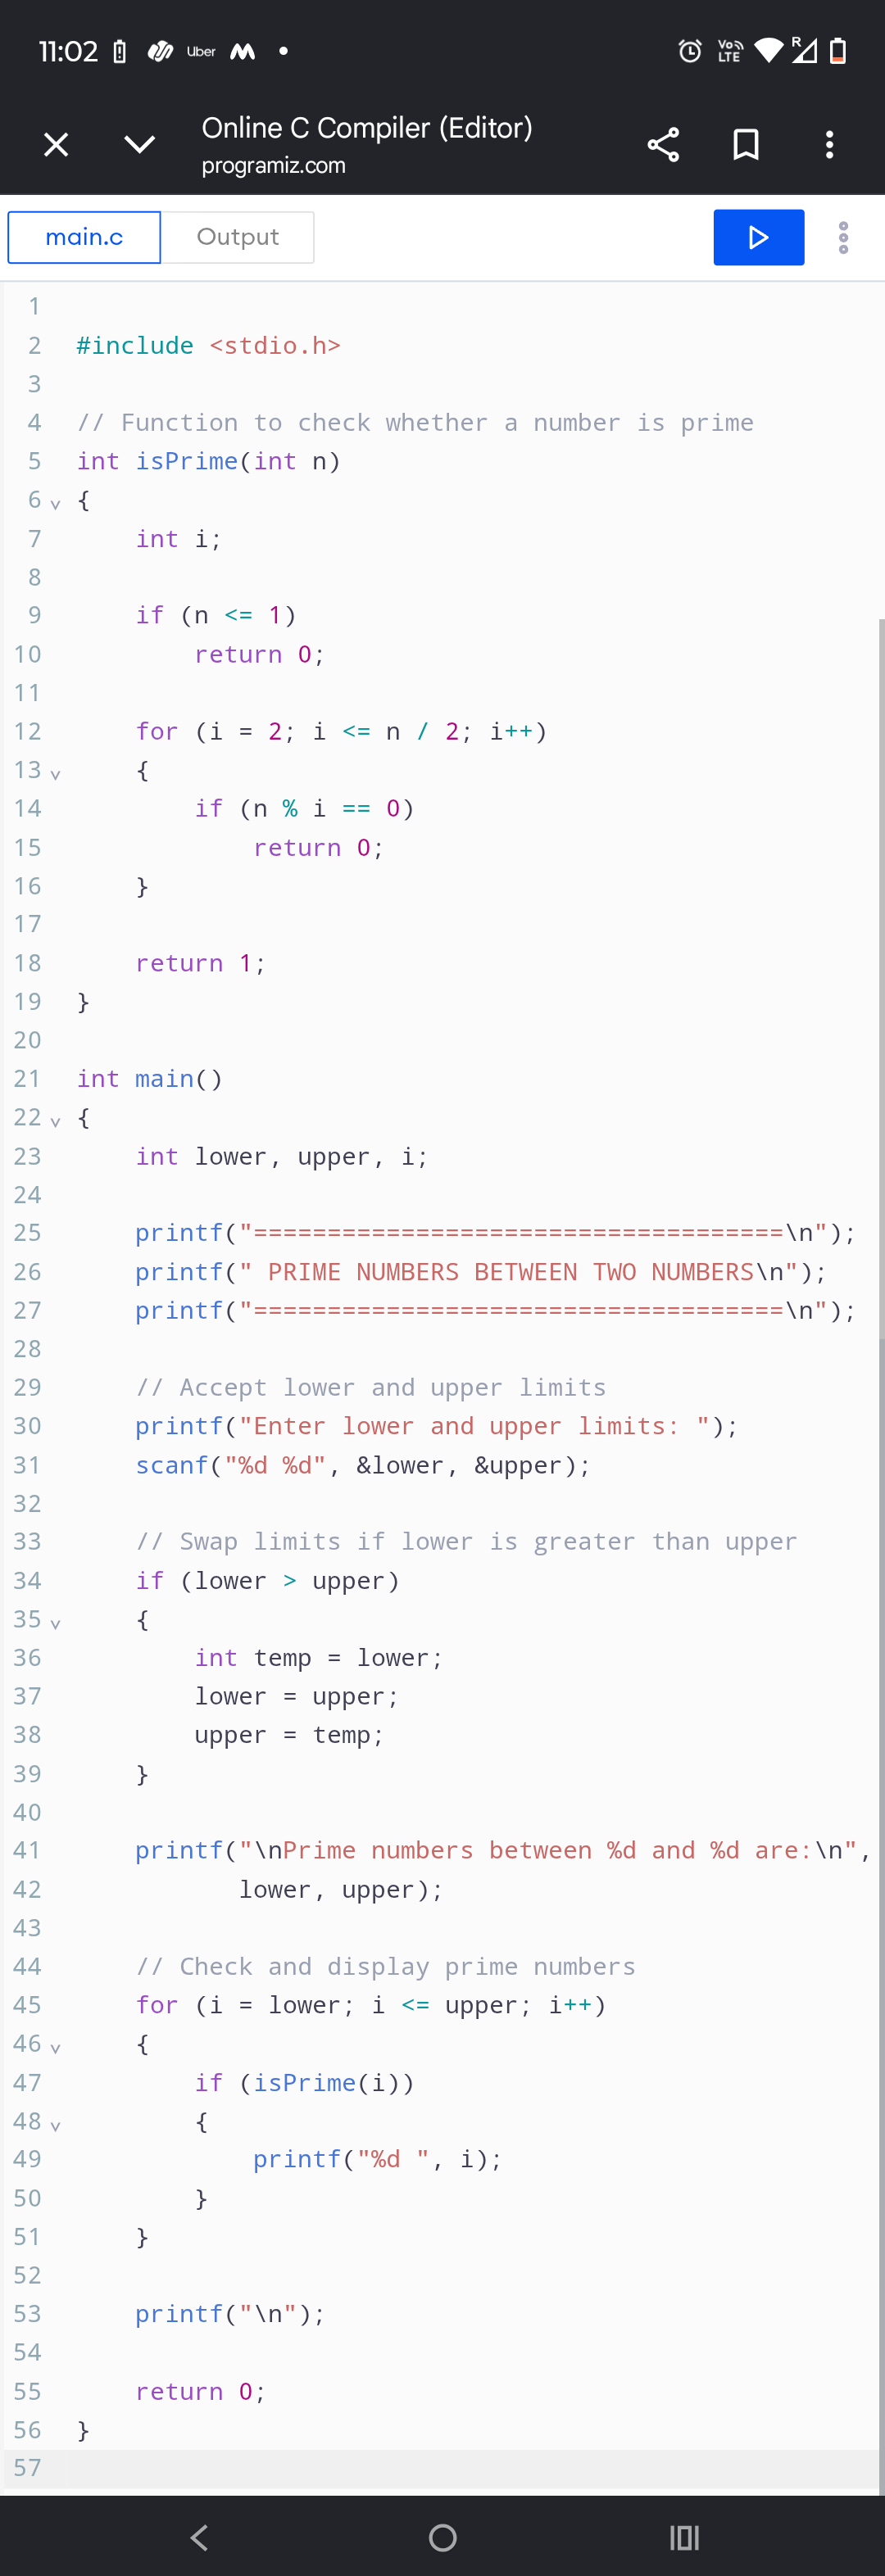 11:02 Uber Vo LTE R
Online C Compiler (Editor)
programiz.com
main.c Output
1
2 #include <stdio.h>
3
4 // Function to check whether a number is prime
5 int isPrime(int n)
6 {
7     int i;
8
9     if (n <= 1)
10         return 0;
11
12     for (i = 2; i <= n / 2; i++)
13     {
14         if (n % i == 0)
15             return 0;
16     }
17
18     return 1;
19 }
20
21 int main()
22 {
23     int lower, upper, i;
24
25     printf("====================================\n");
26     printf(" PRIME NUMBERS BETWEEN TWO NUMBERS\n");
27     printf("====================================\n");
28
29     // Accept lower and upper limits
30     printf("Enter lower and upper limits: ");
31     scanf("%d %d", &lower, &upper);
32
33     // Swap limits if lower is greater than upper
34     if (lower > upper)
35     {
36         int temp = lower;
37         lower = upper;
38         upper = temp;
39     }
40
41     printf("\nPrime numbers between %d and %d are:\n",
42            lower, upper);
43
44     // Check and display prime numbers
45     for (i = lower; i <= upper; i++)
46     {
47         if (isPrime(i))
48         {
49             printf("%d ", i);
50         }
51     }
52
53     printf("\n");
54
55     return 0;
56 }
57